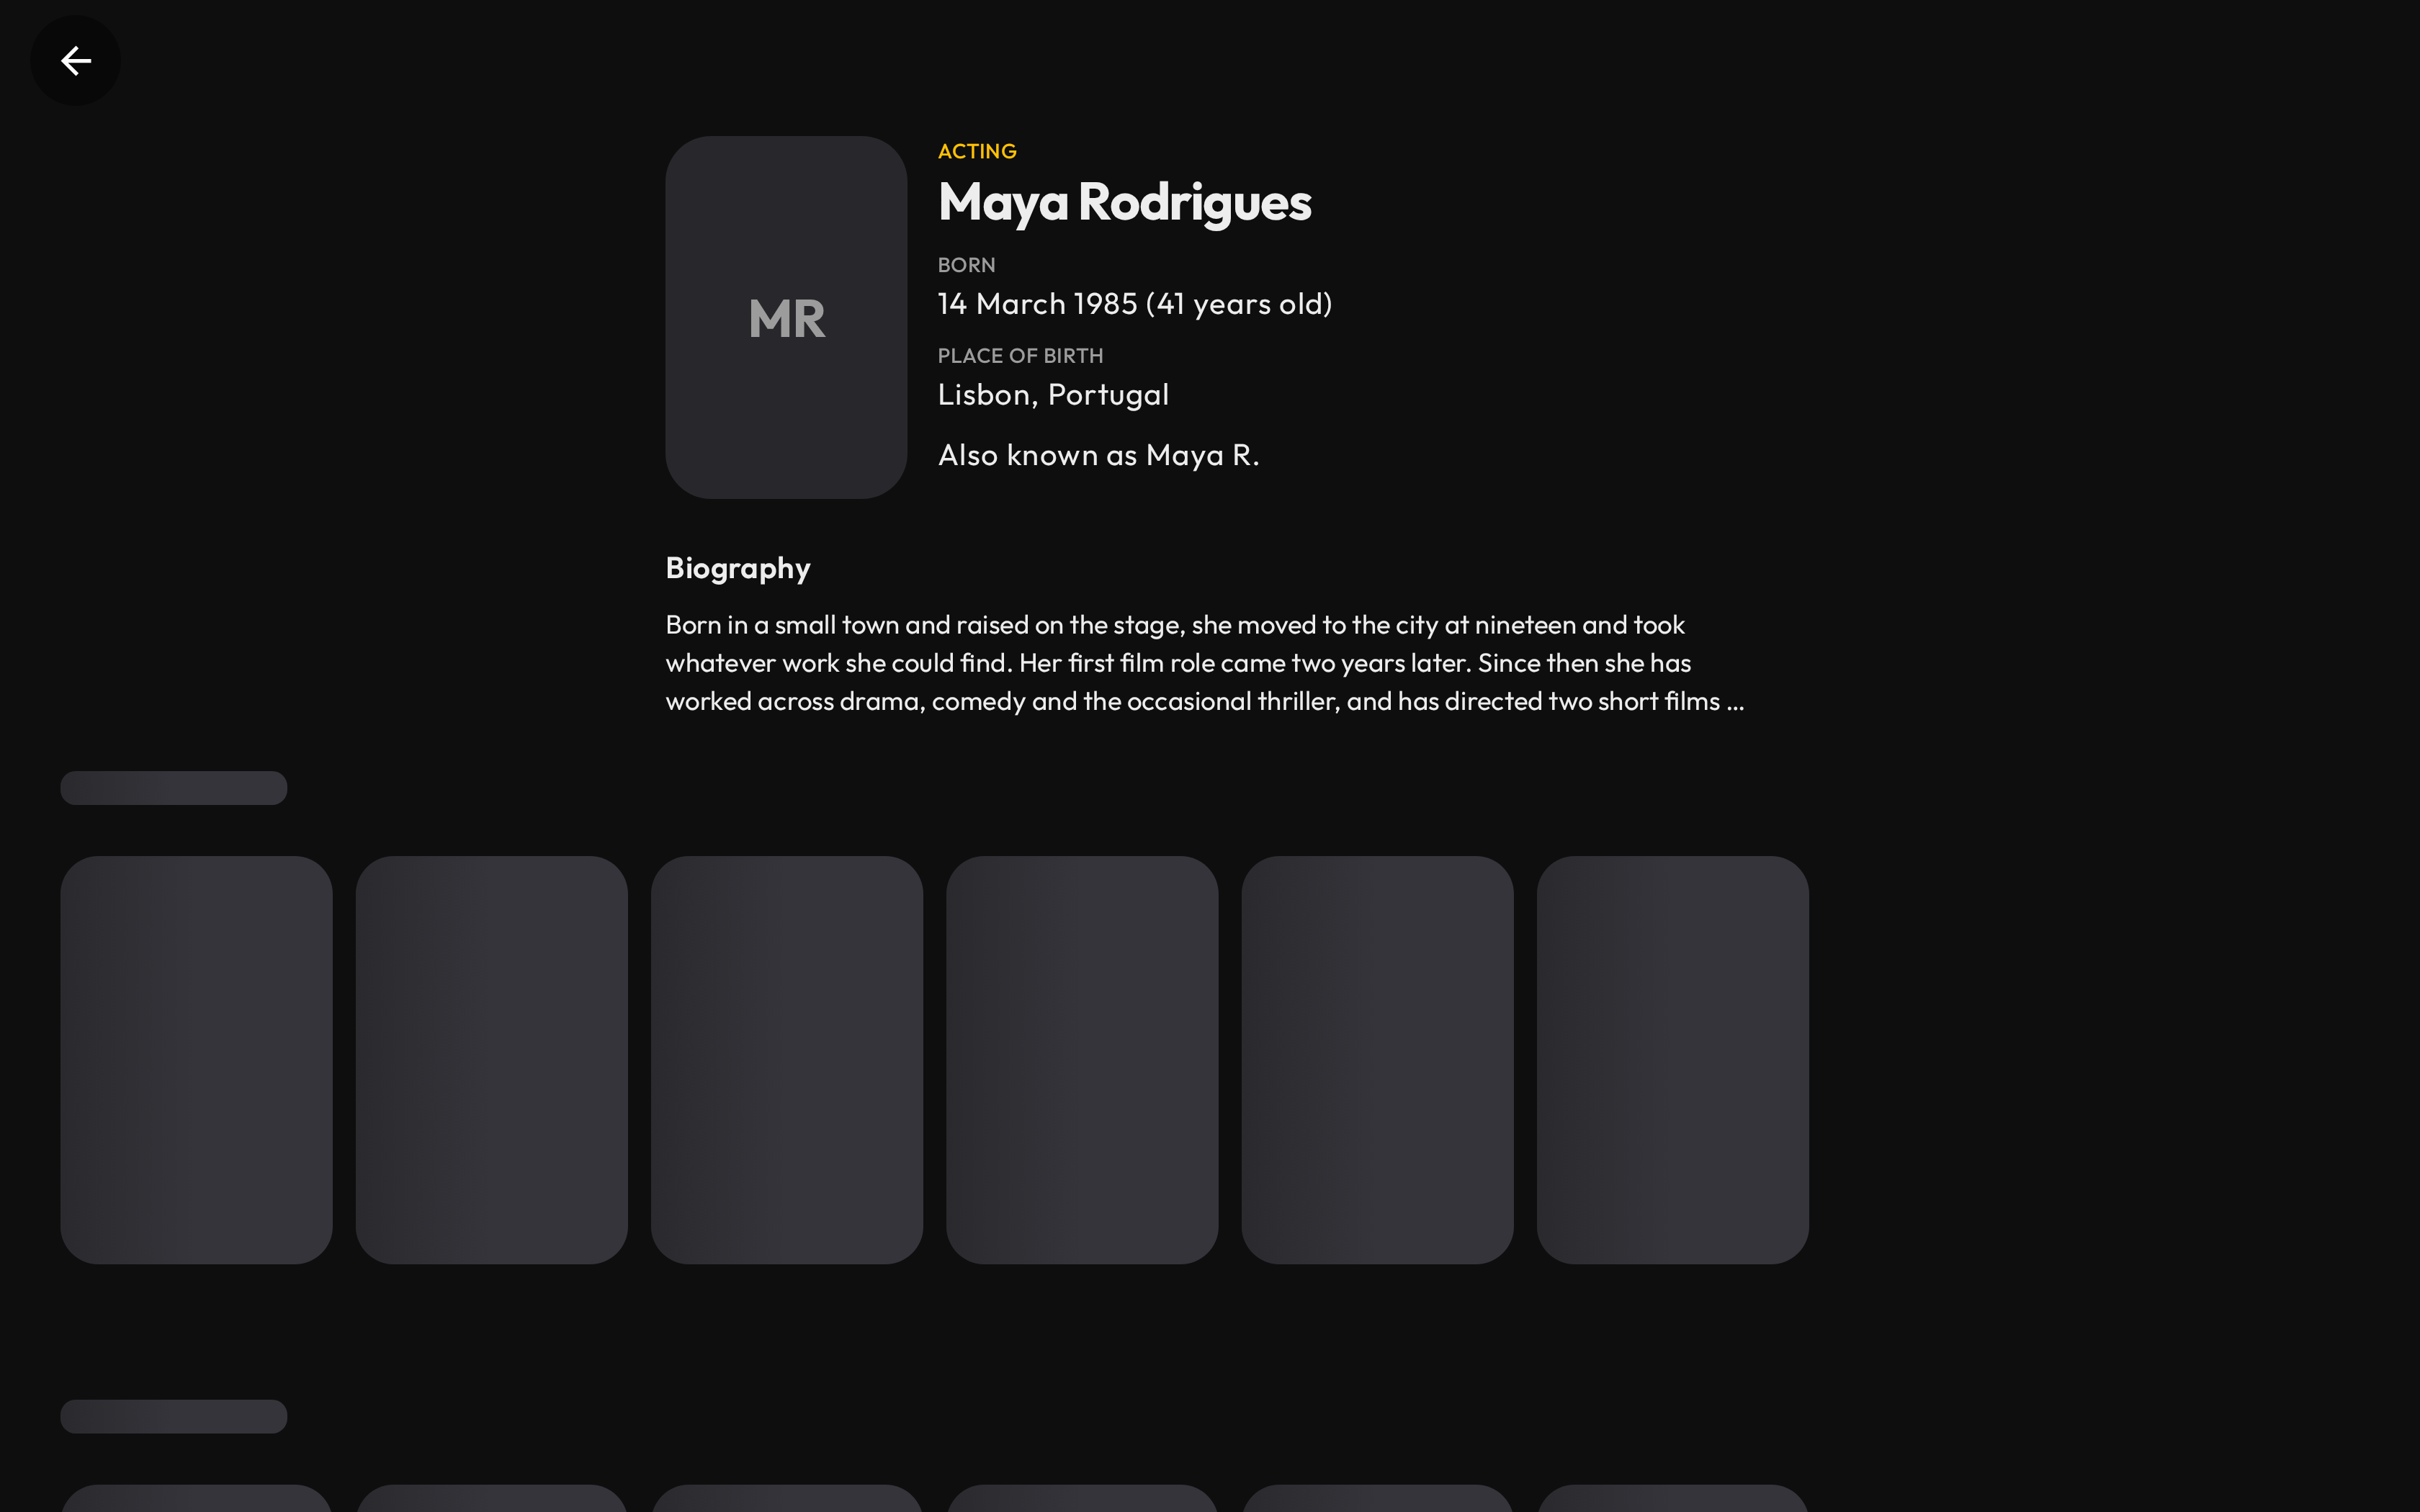 ACTING
Maya Rodrigues
BORN
14 March 1985 (41 years old)
PLACE OF BIRTH
Lisbon, Portugal
Also known as Maya R.
MR
Biography
Born in a small town and raised on the stage, she moved to the city at nineteen and took
whatever work she could find. Her first film role came two years later. Since then she has
worked across drama, comedy and the occasional thriller, and has directed two short films ...